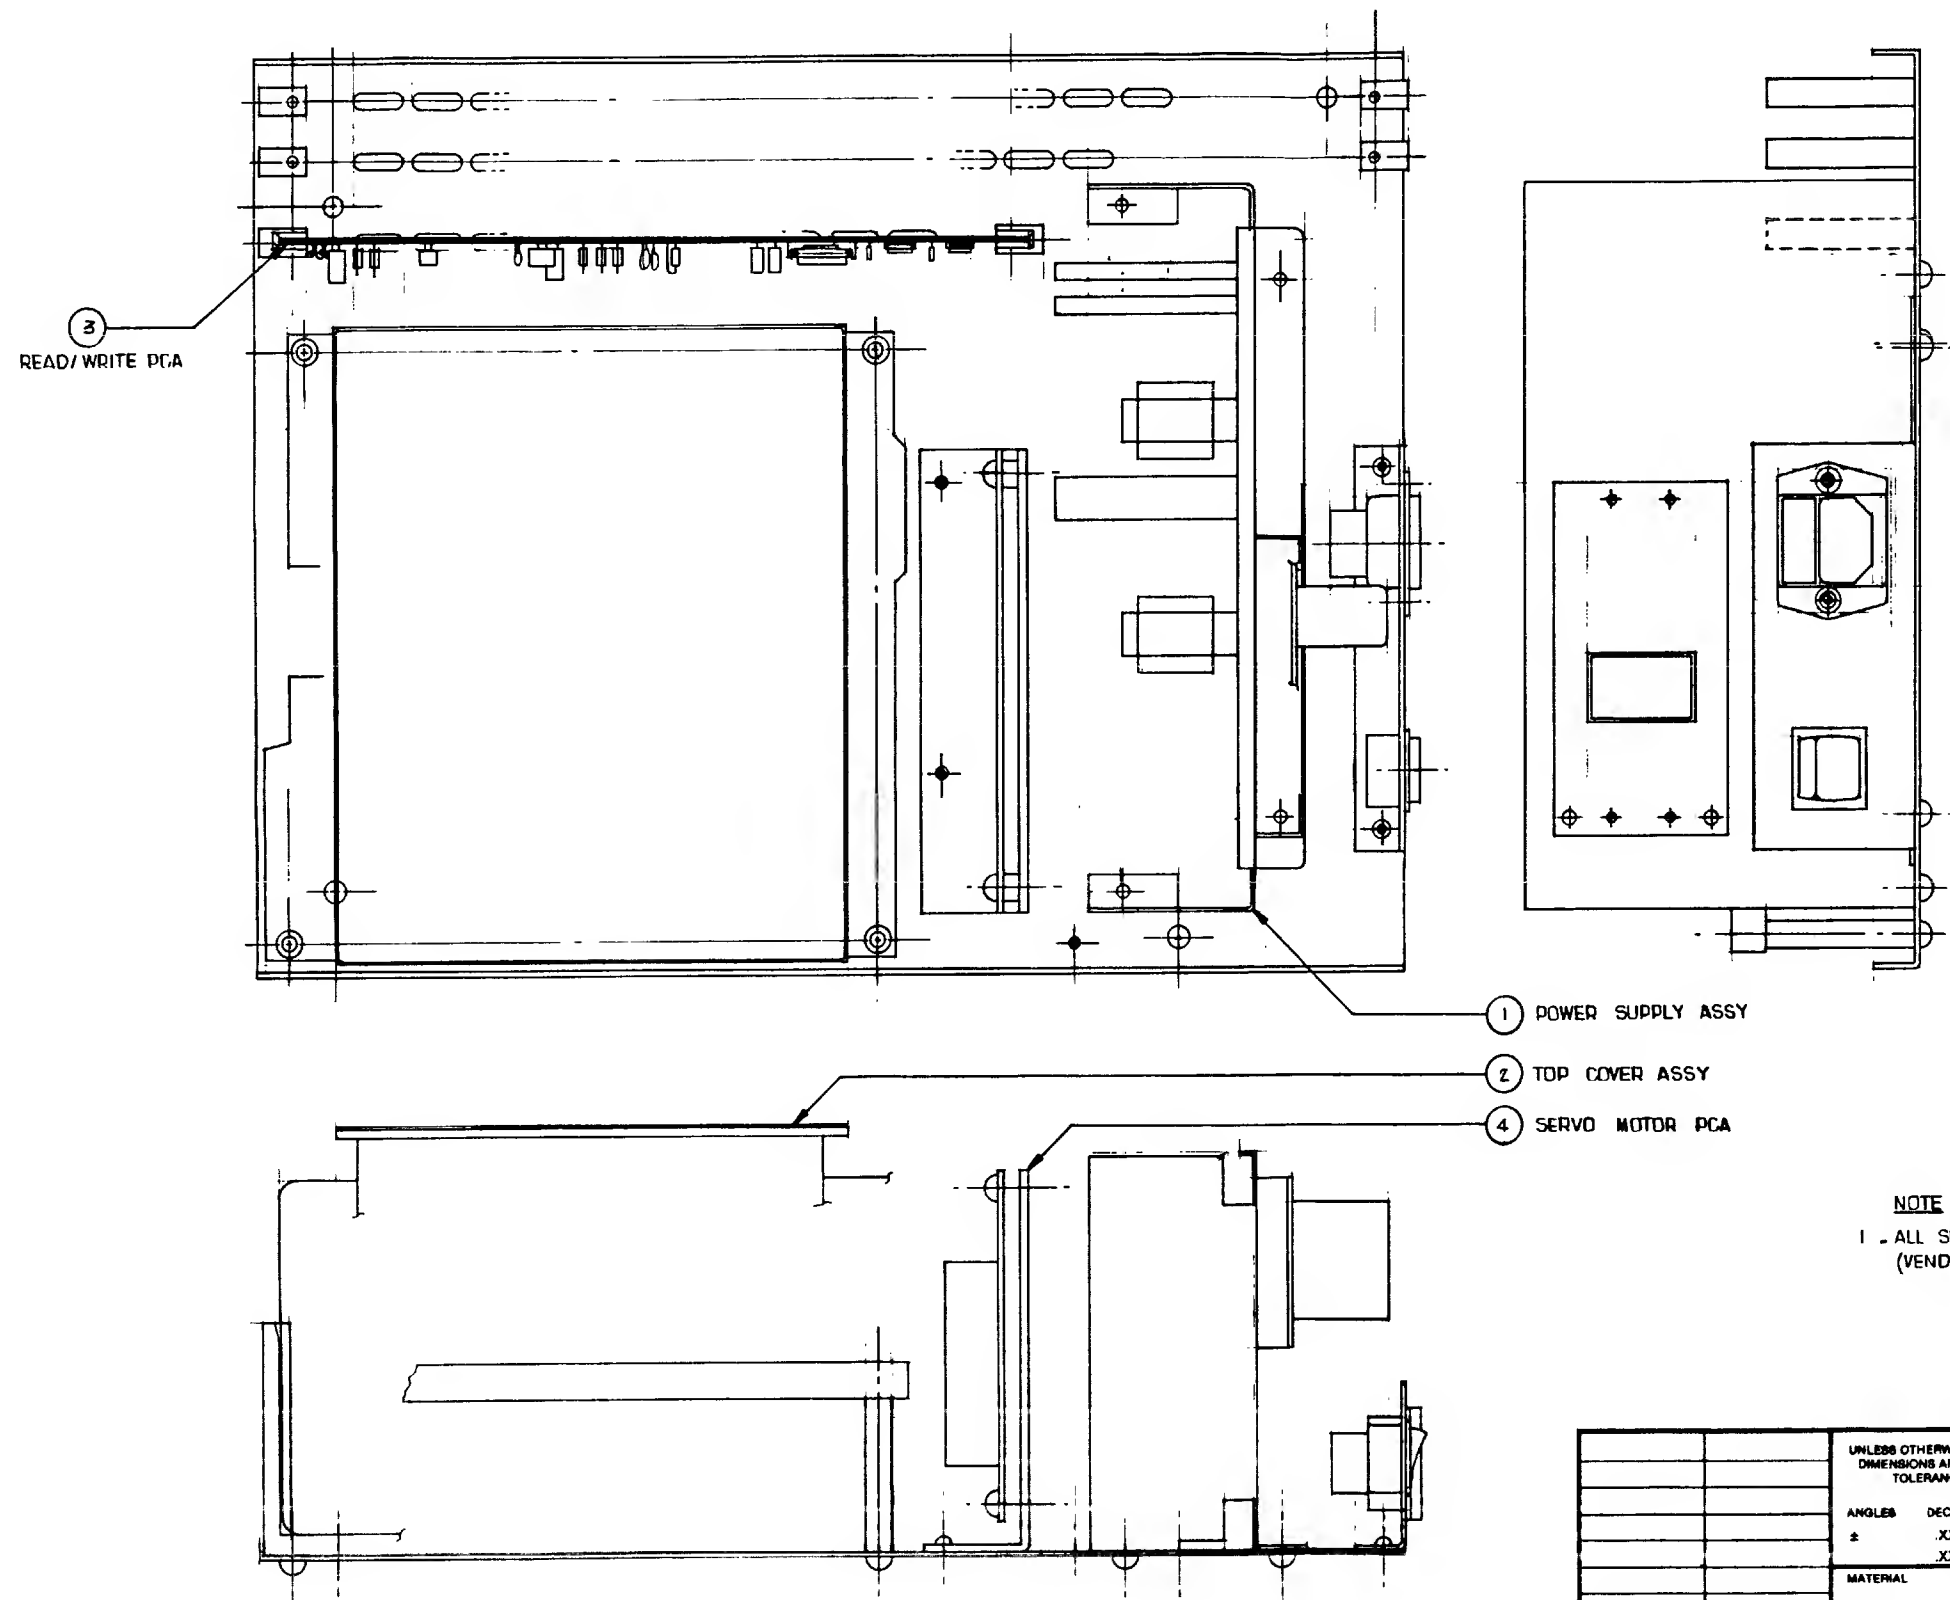 3
READ/WRITE PCA
1 POWER SUPPLY ASSY
2 TOP COVER ASSY
4 SERVO MOTOR PCA
NOTE
1 - ALL S
(VEND
UNLESS OTHERW
DIMENSIONS A
TOLERAN
ANGLES DEC
± .X
.X
MATERIAL